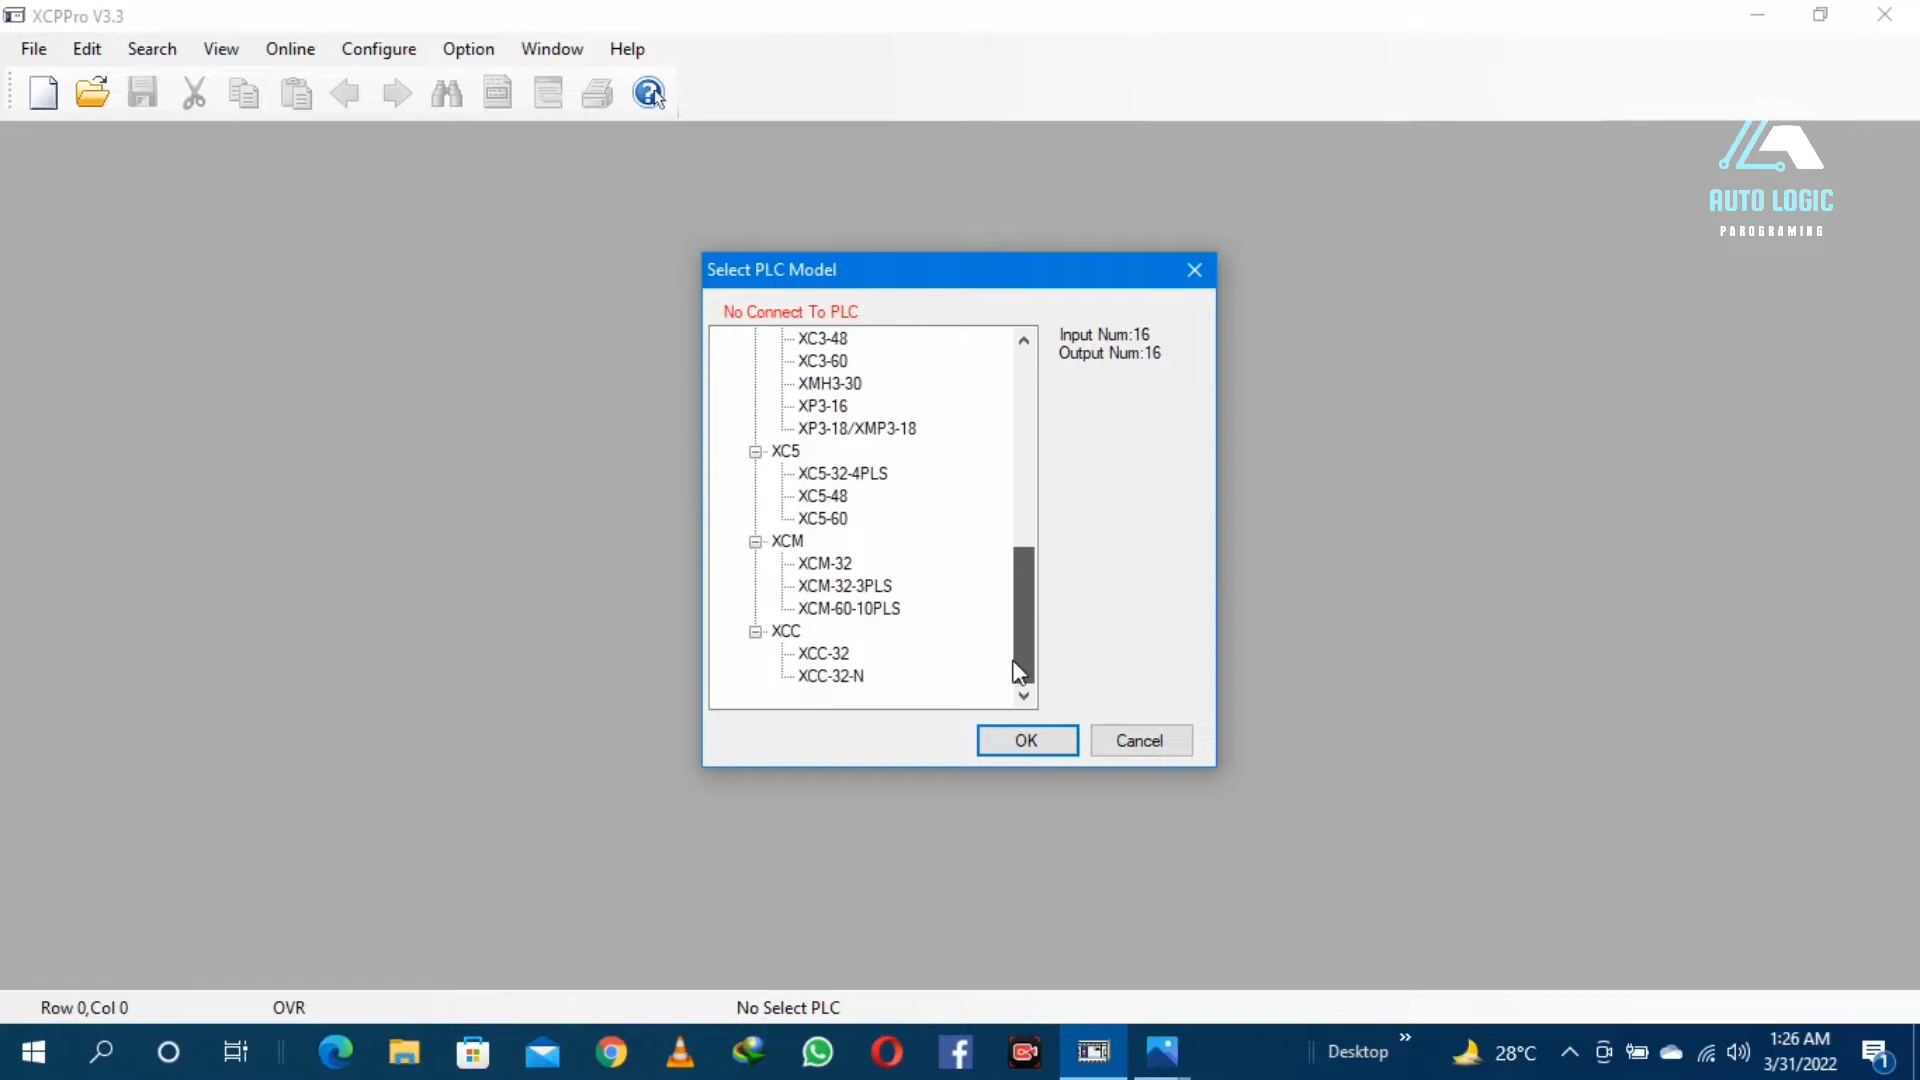 XCPPro V3.3
File Edit Search View Online Configure Option Window Help
AUTO LOGIC
PAROGRAMING
Select PLC Model
No Connect To PLC
Input Num:16
Output Num:16
XC3-48
XC3-60
XMH3-30
XP3-16
XP3-18/XMP3-18
XC5
XC5-32-4PLS
XC5-48
XC5-60
XCM
XCM-32
XCM-32-3PLS
XCM-60-10PLS
XCC
XCC-32
XCC-32-N
OK Cancel
Row 0,Col 0 OVR No Select PLC
Desktop 28°C 1:26 AM
3/31/2022 1